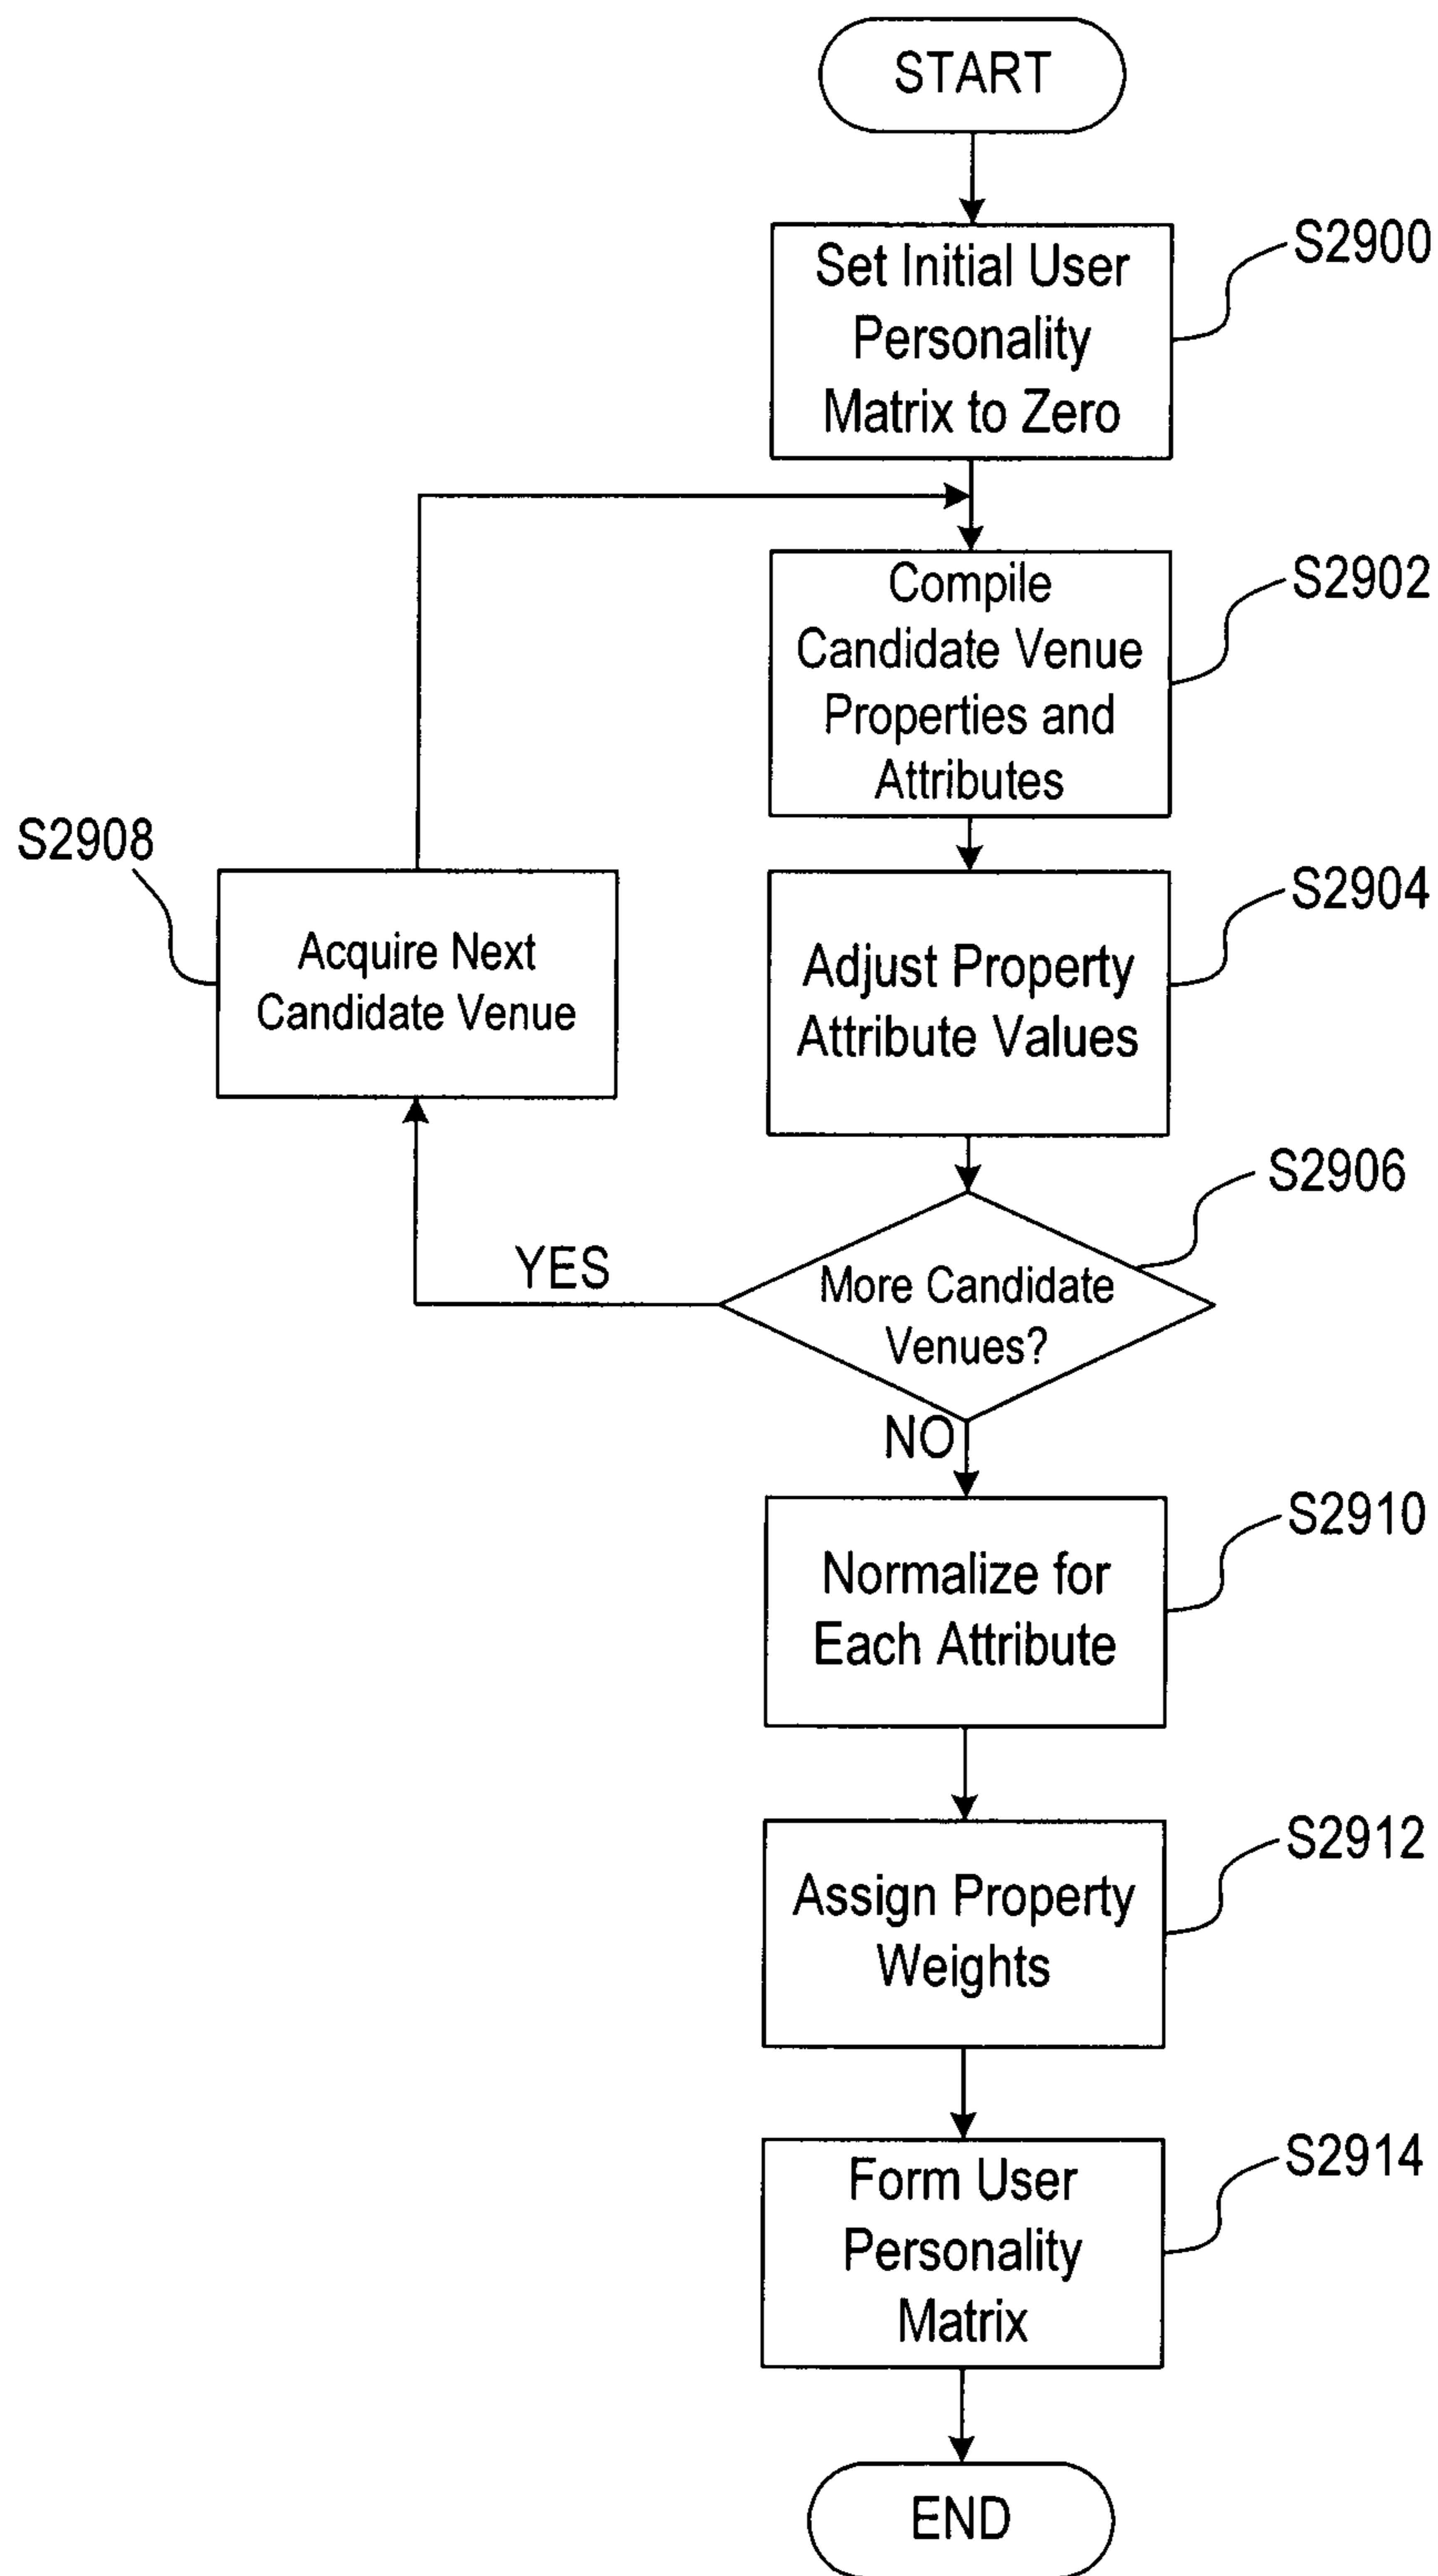 START
Set Initial User
Personality
Matrix to Zero
S2900
Compile
Candidate Venue
Properties and
Attributes
S2902
S2908
Acquire Next
Candidate Venue
Adjust Property
Attribute Values
S2904
S2906
More Candidate
Venues?
YES
NO
Normalize for
Each Attribute
S2910
Assign Property
Weights
S2912
Form User
Personality
Matrix
S2914
END